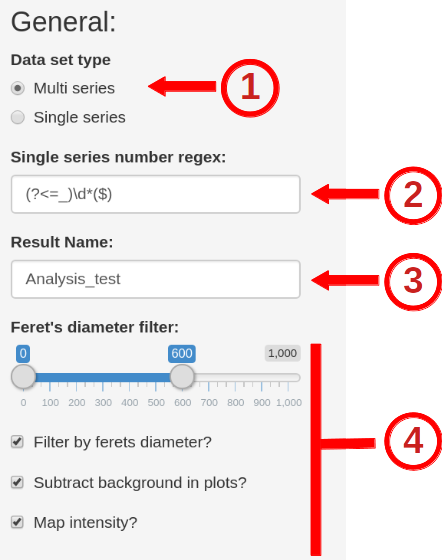 General:
Data set type
Multi series
1
Single series
Single series number regex:
(?<=_)\d*($)
2
Result Name:
Analysis_test
3
Feret's diameter filter:
0 600 1,000
0 100 200 300 400 500 600 700 800 900 1,000
Filter by ferets diameter?
4
Subtract background in plots?
Map intensity?